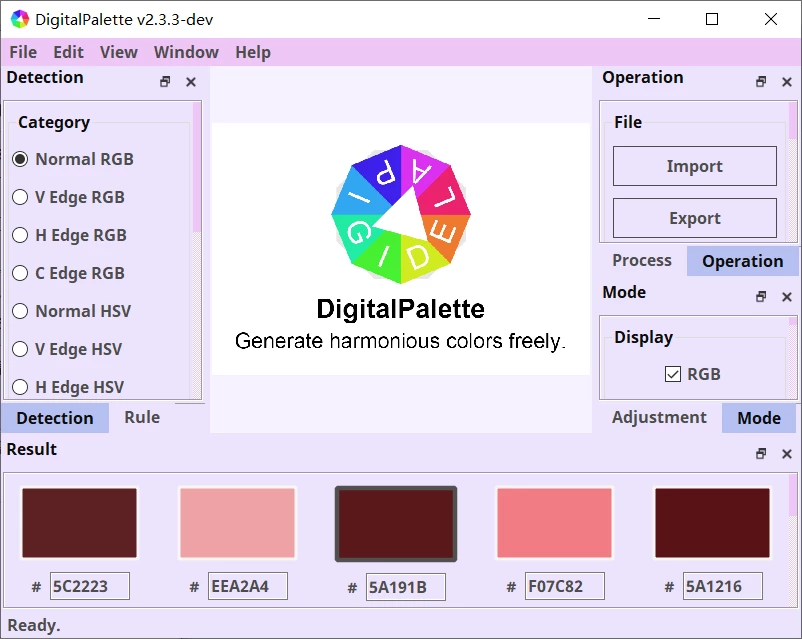 DigitalPalette v2.3.3-dev
File Edit View Window Help
Detection
Category
Normal RGB
V Edge RGB
H Edge RGB
C Edge RGB
Normal HSV
V Edge HSV
H Edge HSV
Detection Rule
DIGIPALE
DigitalPalette
Generate harmonious colors freely.
Operation
File
Import
Export
Process Operation
Mode
Display
RGB
Adjustment Mode
Result
# 5C2223 # EEA2A4 # 5A191B # F07C82 # 5A1216
Ready.